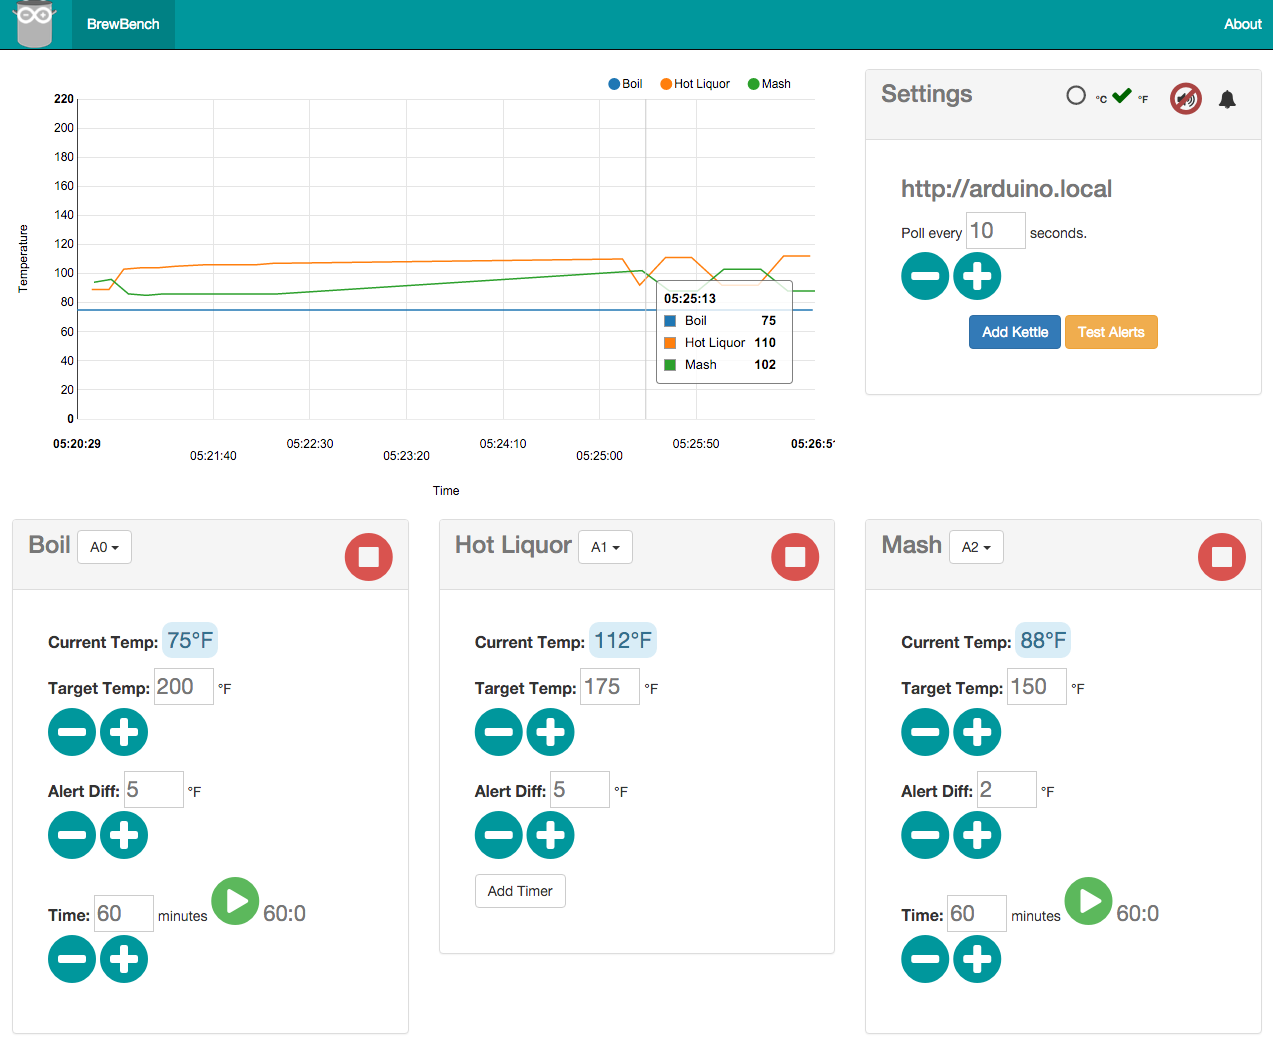 BrewBench
About
Boil Hot Liquor Mash
220
200
180
160
140
120
100
80
60
40
20
0
Temperature
05:25:13
Boil 75
Hot Liquor 110
Mash 102
05:20:29 05:22:30 05:24:10 05:25:50 05:26:51
05:21:40 05:23:20 05:25:00
Time
Settings °C °F
http://arduino.local
Poll every 10 seconds.
Add Kettle Test Alerts
Boil A0
Current Temp: 75°F
Target Temp: 200 °F
Alert Diff: 5 °F
Time: 60 minutes 60:0
Hot Liquor A1
Current Temp: 112°F
Target Temp: 175 °F
Alert Diff: 5 °F
Add Timer
Mash A2
Current Temp: 88°F
Target Temp: 150 °F
Alert Diff: 2 °F
Time: 60 minutes 60:0